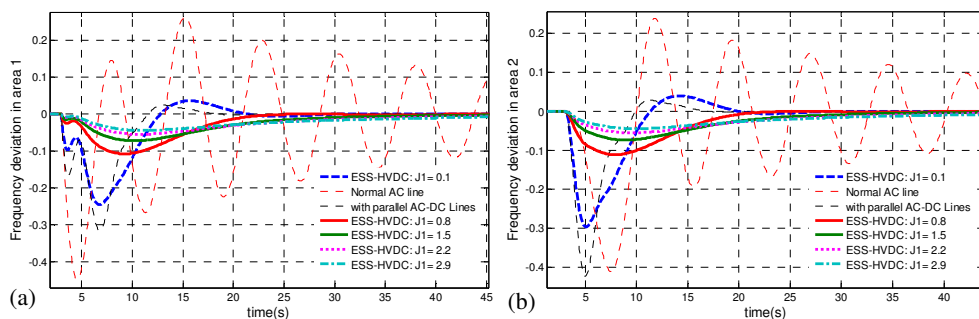 0.2
0.1
0
-0.1
-0.2
-0.3
-0.4
Frequency deviation in area 1
ESS-HVDC: J1= 0.1
Normal AC line
with parallel AC-DC Lines
ESS-HVDC: J1= 0.8
ESS-HVDC: J1= 1.5
ESS-HVDC: J1= 2.2
ESS-HVDC: J1= 2.9
5 10 15 20 25 30 35 40 45
time(s)
(a)
0.2
0.1
0
-0.1
-0.2
-0.3
-0.4
Frequency deviation in area 2
ESS-HVDC: J1= 0.1
Normal AC line
with parallel AC-DC Lines
ESS-HVDC: J1= 0.8
ESS-HVDC: J1= 1.5
ESS-HVDC: J1= 2.2
ESS-HVDC: J1= 2.9
5 10 15 20 25 30 35 40
time(s)
(b)